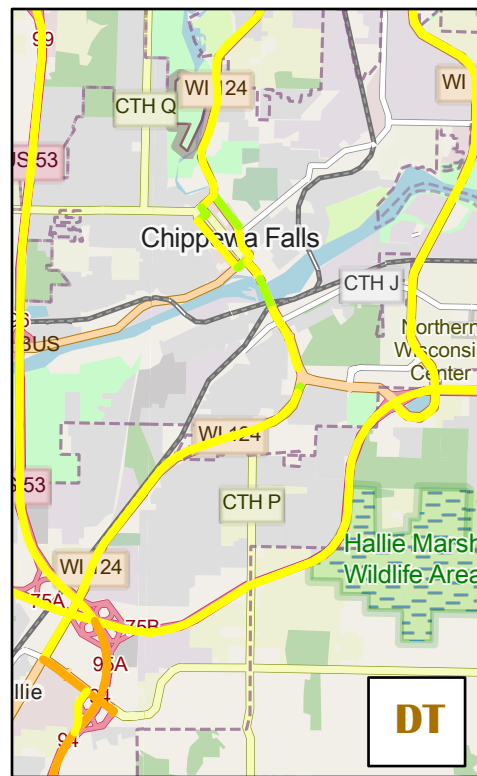 99
WI 124
WI
CTH Q
US 53
Chippewa Falls
CTH J
BUS
Northern
Wisconsin
Center
WI 124
S 53
CTH P
Hallie Marsh
Wildlife Area
WI 124
75A
75B
95A
llie
94
94
DT